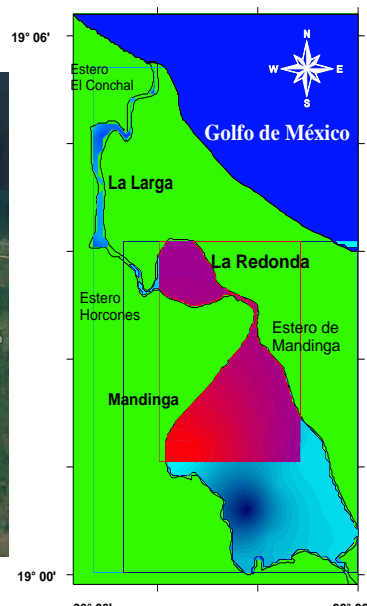 19° 06'
N
W E
S
Estero
El Conchal
Golfo de México
La Larga
La Redonda
Estero
Horcones
Estero de
Mandinga
Mandinga
19° 00'